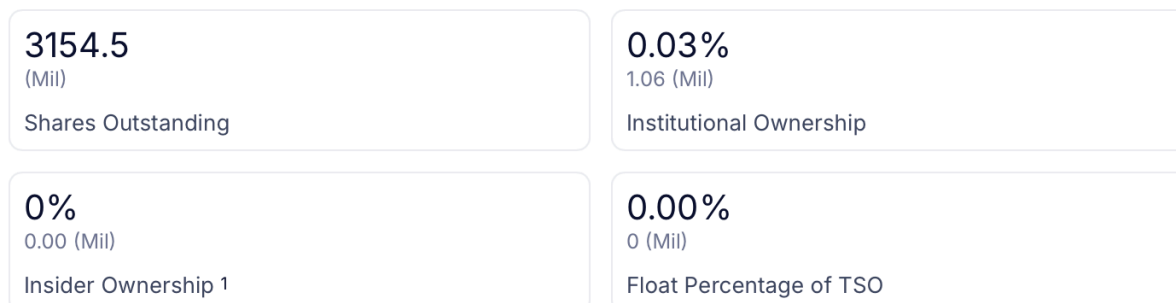 3154.5
(Mil)
Shares Outstanding
0.03%
1.06 (Mil)
Institutional Ownership
0%
0.00 (Mil)
Insider Ownership ¹
0.00%
0 (Mil)
Float Percentage of TSO